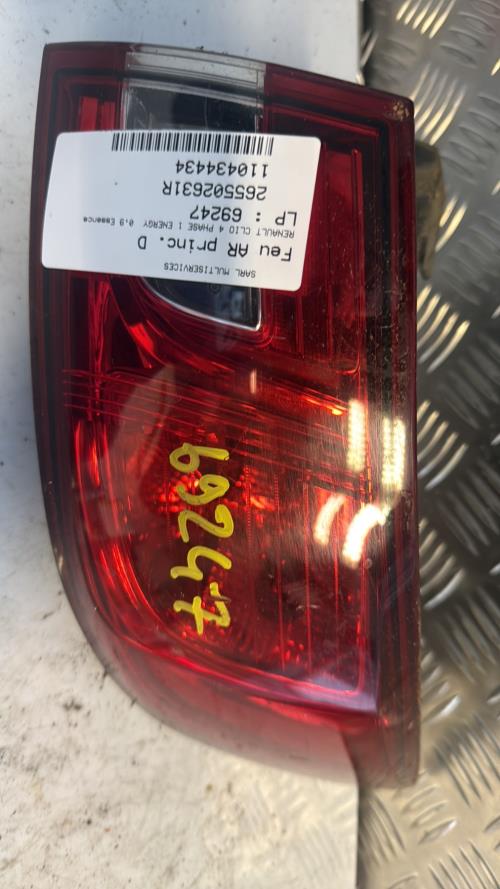 SARL MULTISERVICES
Feu AR princ. D
RENAULT CLIO 4 PHASE 1 ENERGY 0.9 Essence
LP : 69247
265502631R
110434434
69247